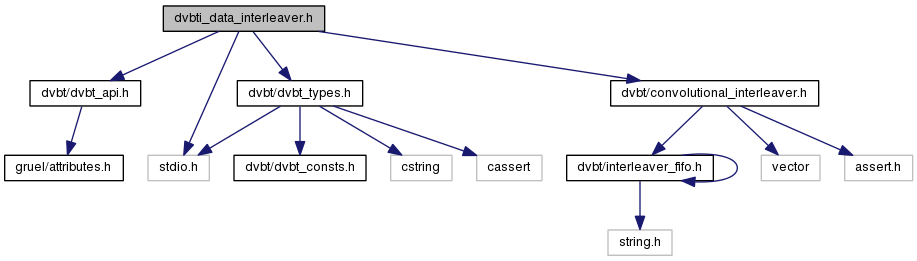 dvbti_data_interleaver.h
dvbt/dvbt_api.h
dvbt/dvbt_types.h
dvbt/convolutional_interleaver.h
gruel/attributes.h
stdio.h
dvbt/dvbt_consts.h
cstring
cassert
dvbt/interleaver_fifo.h
vector
assert.h
string.h